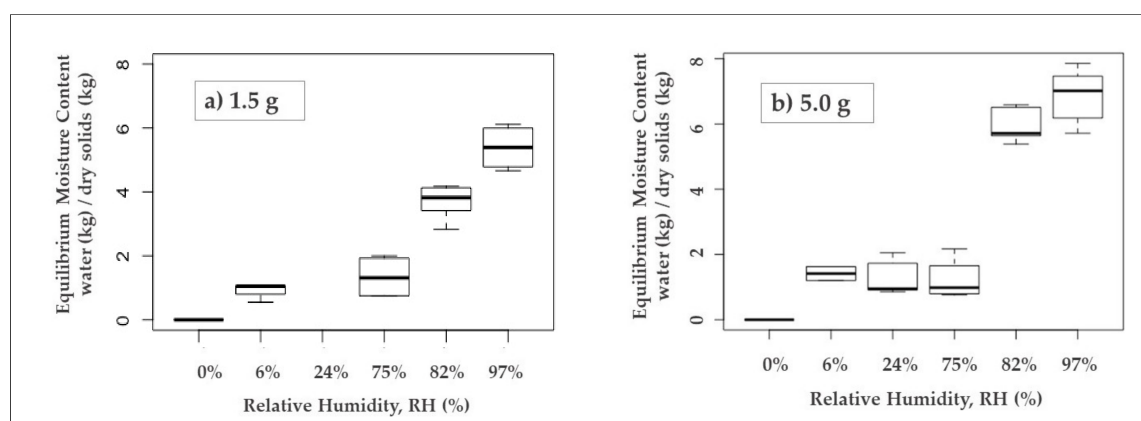 Equilibrium Moisture Content
water (kg) / dry solids (kg)
a) 1.5 g
8
6
4
2
0
0% 6% 24% 75% 82% 97%
Relative Humidity, RH (%)
Equilibrium Moisture Content
water (kg) / dry solids (kg)
b) 5.0 g
8
6
4
2
0
0% 6% 24% 75% 82% 97%
Relative Humidity, RH (%)